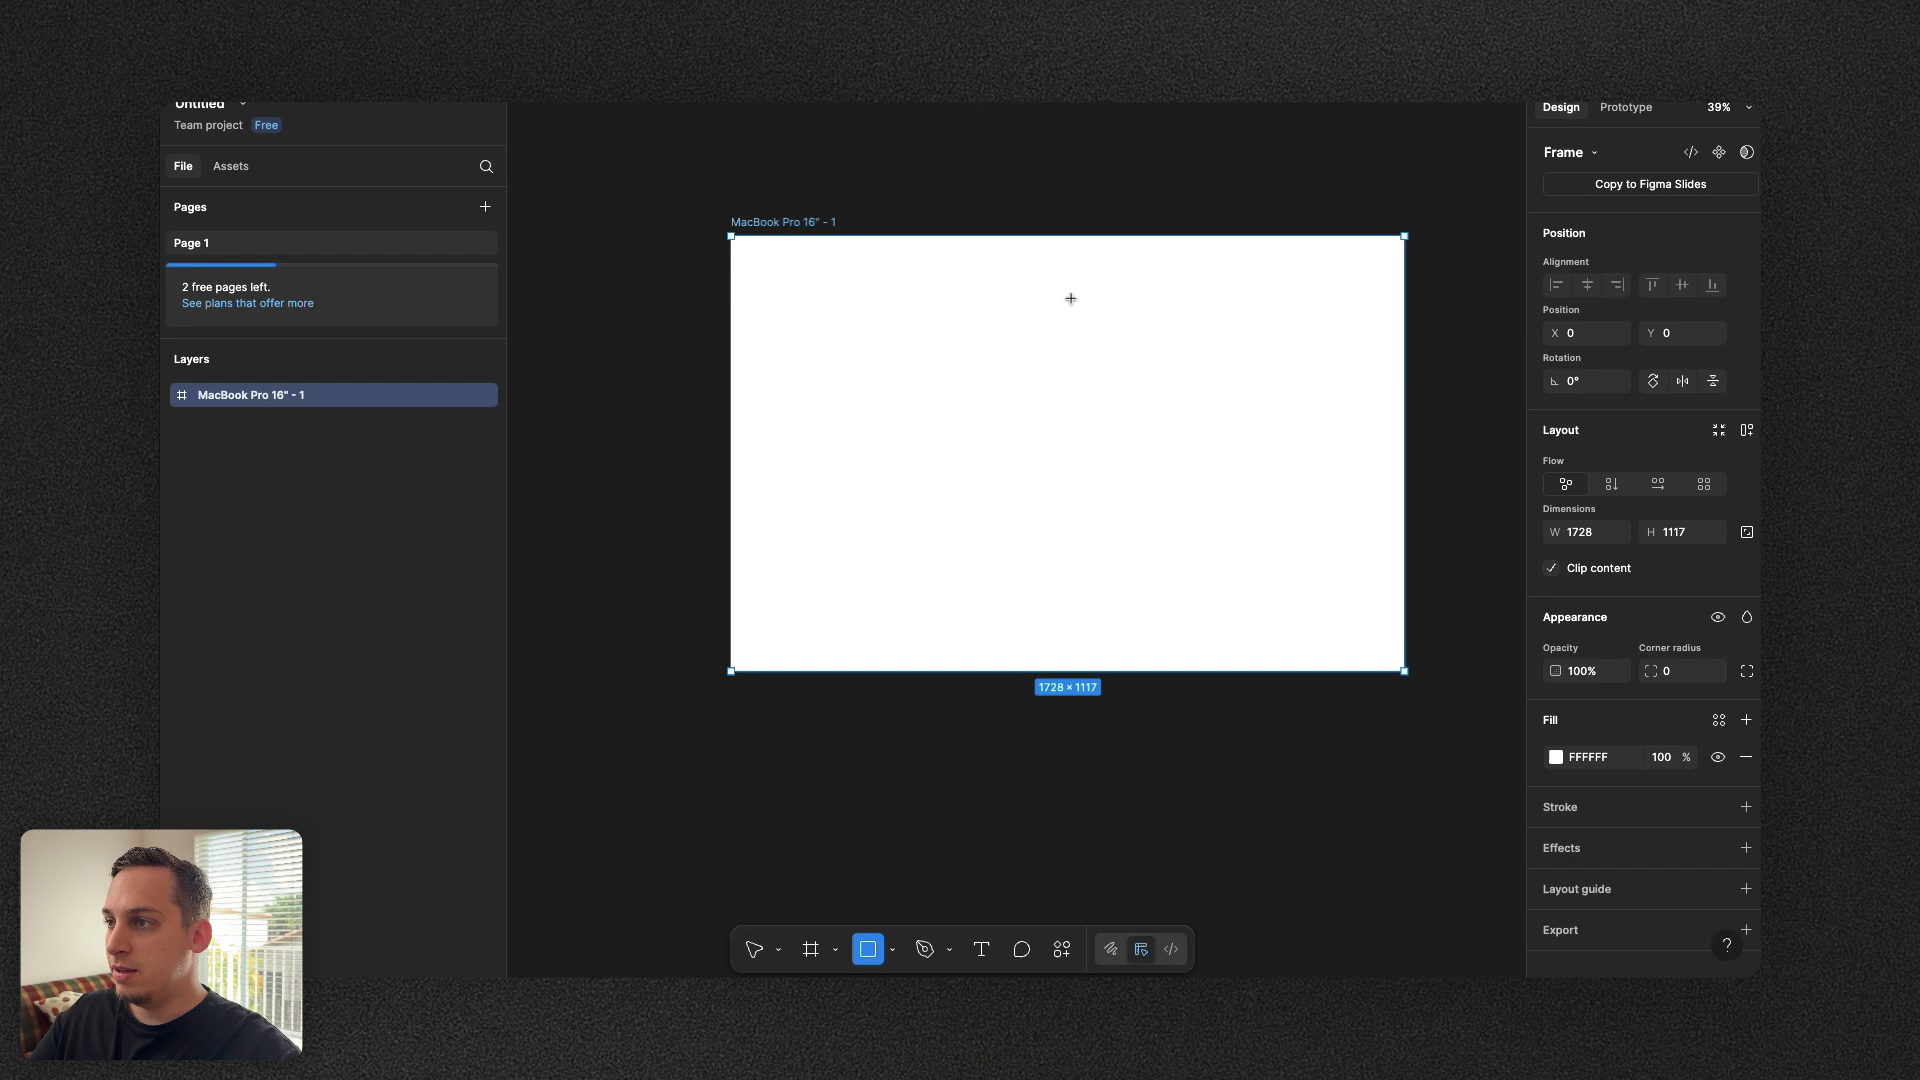 Untitled
Team project Free
File Assets
Pages
Page 1
2 free pages left.
See plans that offer more
Layers
MacBook Pro 16" - 1
MacBook Pro 16" - 1
1728 × 1117
Design Prototype 39%
Frame
Copy to Figma Slides
Position
Alignment
Position
X 0 Y 0
Rotation
0°
Layout
Flow
Dimensions
W 1728 H 1117
Clip content
Appearance
Opacity Corner radius
100% 0
Fill
FFFFFF 100 %
Stroke
Effects
Layout guide
Export
?